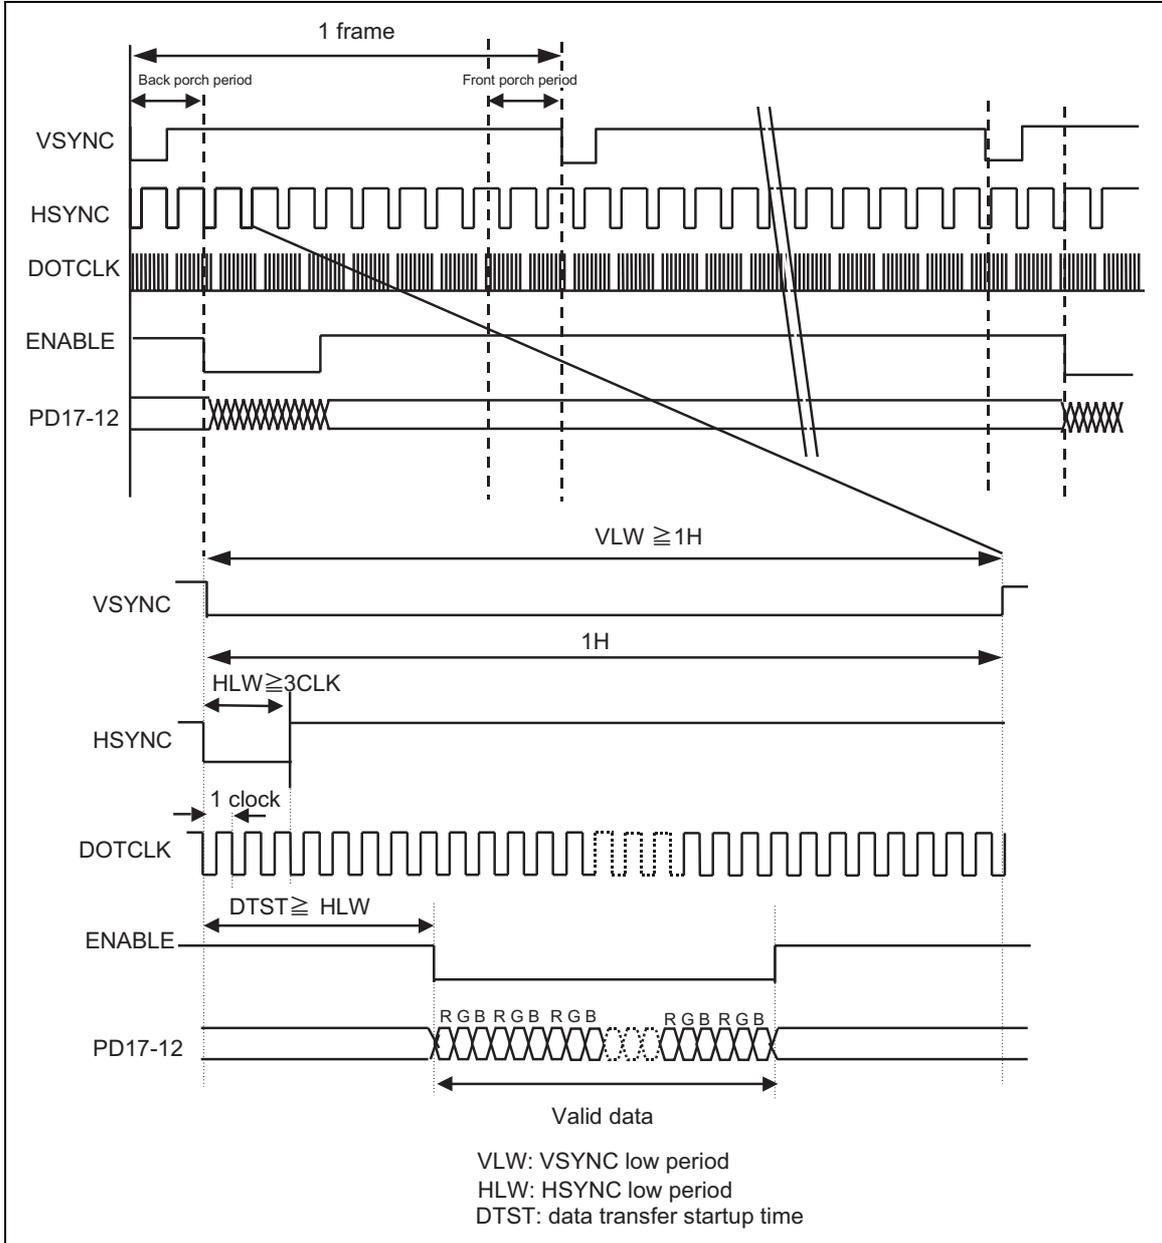 1 frame
Back porch period
Front porch period
VSYNC
HSYNC
DOTCLK
ENABLE
PD17-12
VLW ≧1H
VSYNC
1H
HLW≧3CLK
HSYNC
1 clock
DOTCLK
DTST≧ HLW
ENABLE
R G B R G B R G B R G B R G B
PD17-12
Valid data
VLW: VSYNC low period
HLW: HSYNC low period
DTST: data transfer startup time